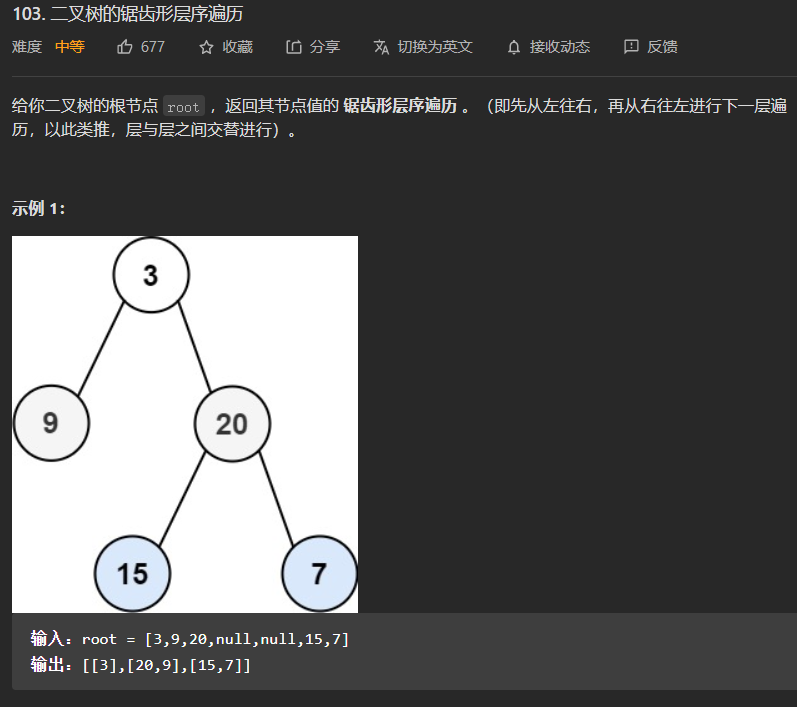 103. 二叉树的锯齿形层序遍历
难度 中等 677 收藏 分享 切换为英文 接收动态 反馈
给你二叉树的根节点 root ，返回其节点值的 锯齿形层序遍历 。（即先从左往右，再从右往左进行下一层遍
历，以此类推，层与层之间交替进行）。
示例 1：
3
9 20
15 7
输入：root = [3,9,20,null,null,15,7]
输出：[[3],[20,9],[15,7]]